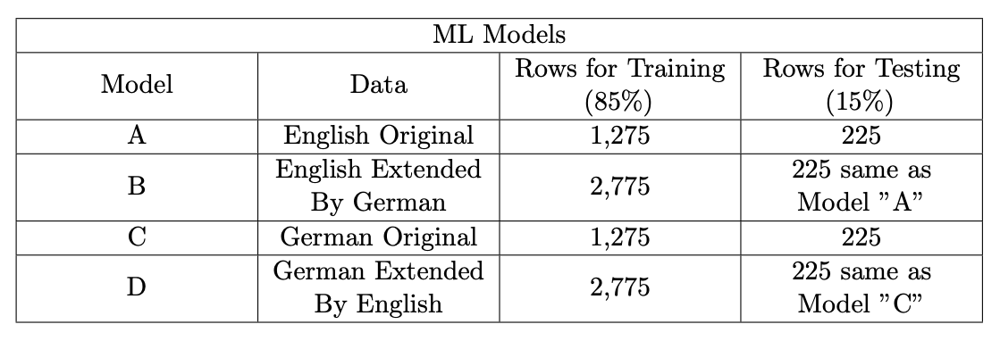 ML Models
Model
Data
Rows for Training
(85%)
Rows for Testing
(15%)
A
English Original
1,275
225
B
English Extended
By German
2,775
225 same as
Model ”A”
C
German Original
1,275
225
D
German Extended
By English
2,775
225 same as
Model ”C”